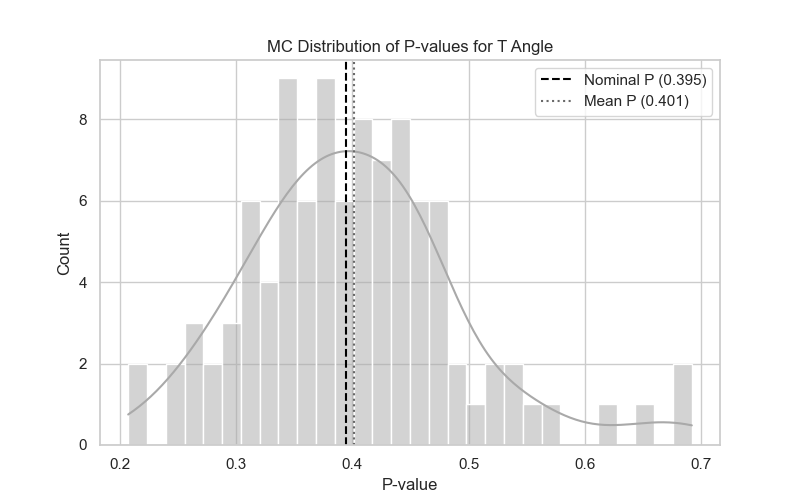 MC Distribution of P-values for T Angle
Nominal P (0.395)
Mean P (0.401)
8
6
4
2
0
Count
0.2 0.3 0.4 0.5 0.6 0.7
P-value